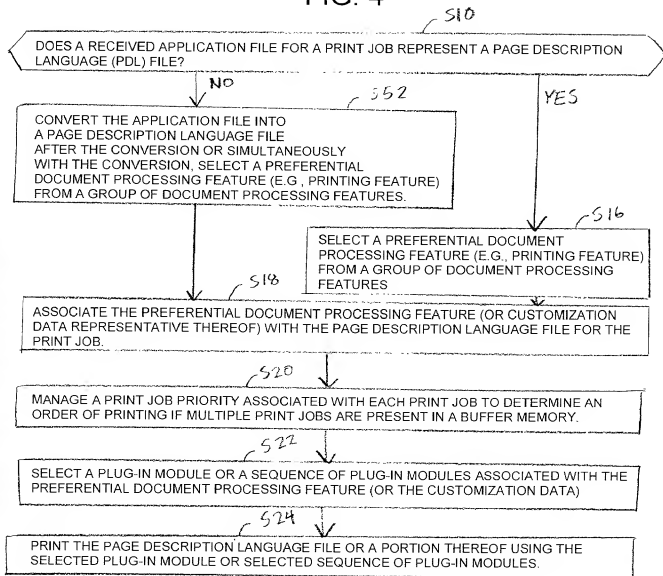 FIG. 4
S10
DOES A RECEIVED APPLICATION FILE FOR A PRINT JOB REPRESENT A PAGE DESCRIPTION
LANGUAGE (PDL) FILE?
NO
S52
YES
CONVERT THE APPLICATION FILE INTO
A PAGE DESCRIPTION LANGUAGE FILE
AFTER THE CONVERSION OR SIMULTANEOUSLY
WITH THE CONVERSION, SELECT A PREFERENTIAL
DOCUMENT PROCESSING FEATURE (E.G., PRINTING FEATURE)
FROM A GROUP OF DOCUMENT PROCESSING FEATURES.
S16
SELECT A PREFERENTIAL DOCUMENT
PROCESSING FEATURE (E.G., PRINTING FEATURE)
FROM A GROUP OF DOCUMENT PROCESSING
FEATURES
S18
ASSOCIATE THE PREFERENTIAL DOCUMENT PROCESSING FEATURE (OR CUSTOMIZATION
DATA REPRESENTATIVE THEREOF) WITH THE PAGE DESCRIPTION LANGUAGE FILE FOR THE
PRINT JOB.
S20
MANAGE A PRINT JOB PRIORITY ASSOCIATED WITH EACH PRINT JOB TO DETERMINE AN
ORDER OF PRINTING IF MULTIPLE PRINT JOBS ARE PRESENT IN A BUFFER MEMORY.
S22
SELECT A PLUG-IN MODULE OR A SEQUENCE OF PLUG-IN MODULES ASSOCIATED WITH THE
PREFERENTIAL DOCUMENT PROCESSING FEATURE (OR THE CUSTOMIZATION DATA)
S24
PRINT THE PAGE DESCRIPTION LANGUAGE FILE OR A PORTION THEREOF USING THE
SELECTED PLUG-IN MODULE OR SELECTED SEQUENCE OF PLUG-IN MODULES.